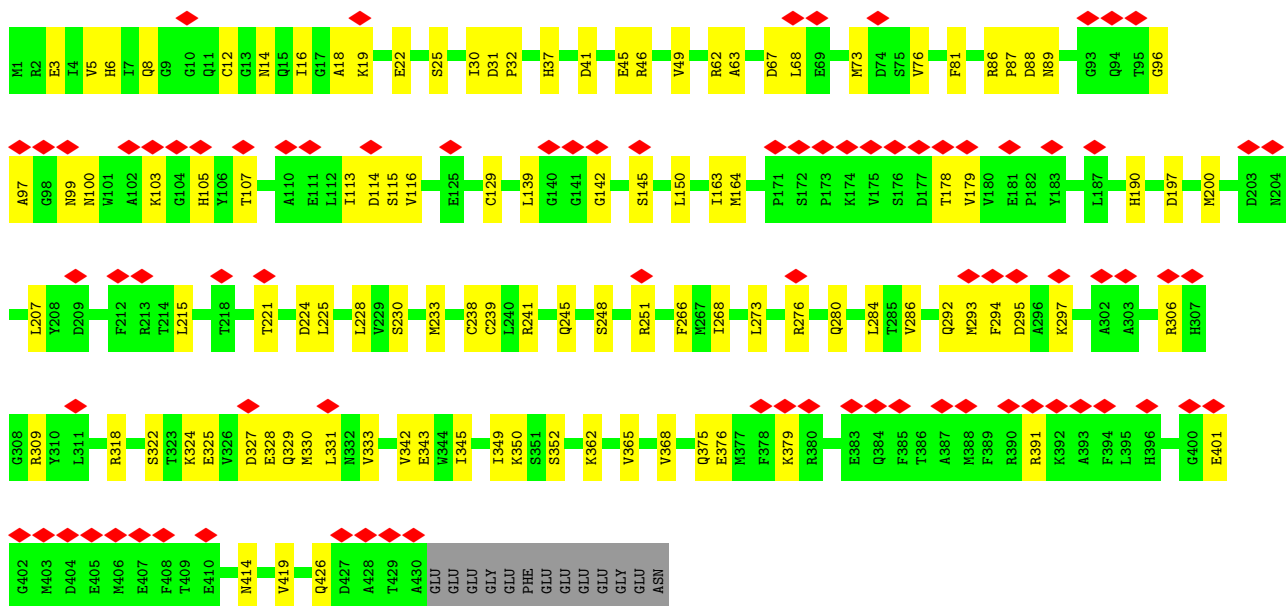 M1 R2 E3 I4 V5 H6 I7 Q8 G9 G10 Q11 C12 G13 N14 Q15 I16 G17 A18 K19 E22 S25 I30 D31 P32 H37 D41 E45 R46 V49 R62 A63 D67 L68 E69 M73 D74 S75 V76 F81 R86 P87 D88 N89 G93 Q94 T95 G96
A97 G98 N99 N100 W101 A102 K103 G104 H105 Y106 T107 A110 E111 L112 I113 D114 S115 V116 E125 C129 L139 G140 G141 G142 S145 L150 I163 M164 P171 S172 P173 K174 V175 S176 D177 T178 V179 V180 E181 P182 Y183 L187 H190 D197 M200 D203 N204
L207 Y208 D209 F212 R213 T214 L215 T218 T221 D224 L225 L228 V229 S230 M233 C238 C239 L240 R241 Q245 S248 R251 F266 M267 I268 L273 R276 Q280 L284 T285 V286 Q292 M293 F294 D295 A296 K297 A302 A303 R306 H307
G308 R309 Y310 L311 R318 S322 T323 K324 E325 V326 D327 E328 Q329 M330 L331 N332 V333 V342 E343 W344 I345 I349 K350 S351 S352 K362 V365 V368 Q375 E376 M377 F378 K379 R380 E383 Q384 F385 T386 A387 M388 F389 R390 R391 K392 A393 F394 L395 H396 G400 E401
G402 M403 D404 E405 M406 E407 F408 T409 E410 N414 V419 Q426 D427 A428 T429 A430 GLU GLU GLU GLY GLU PHE GLU GLU GLU GLU GLY GLU ASN